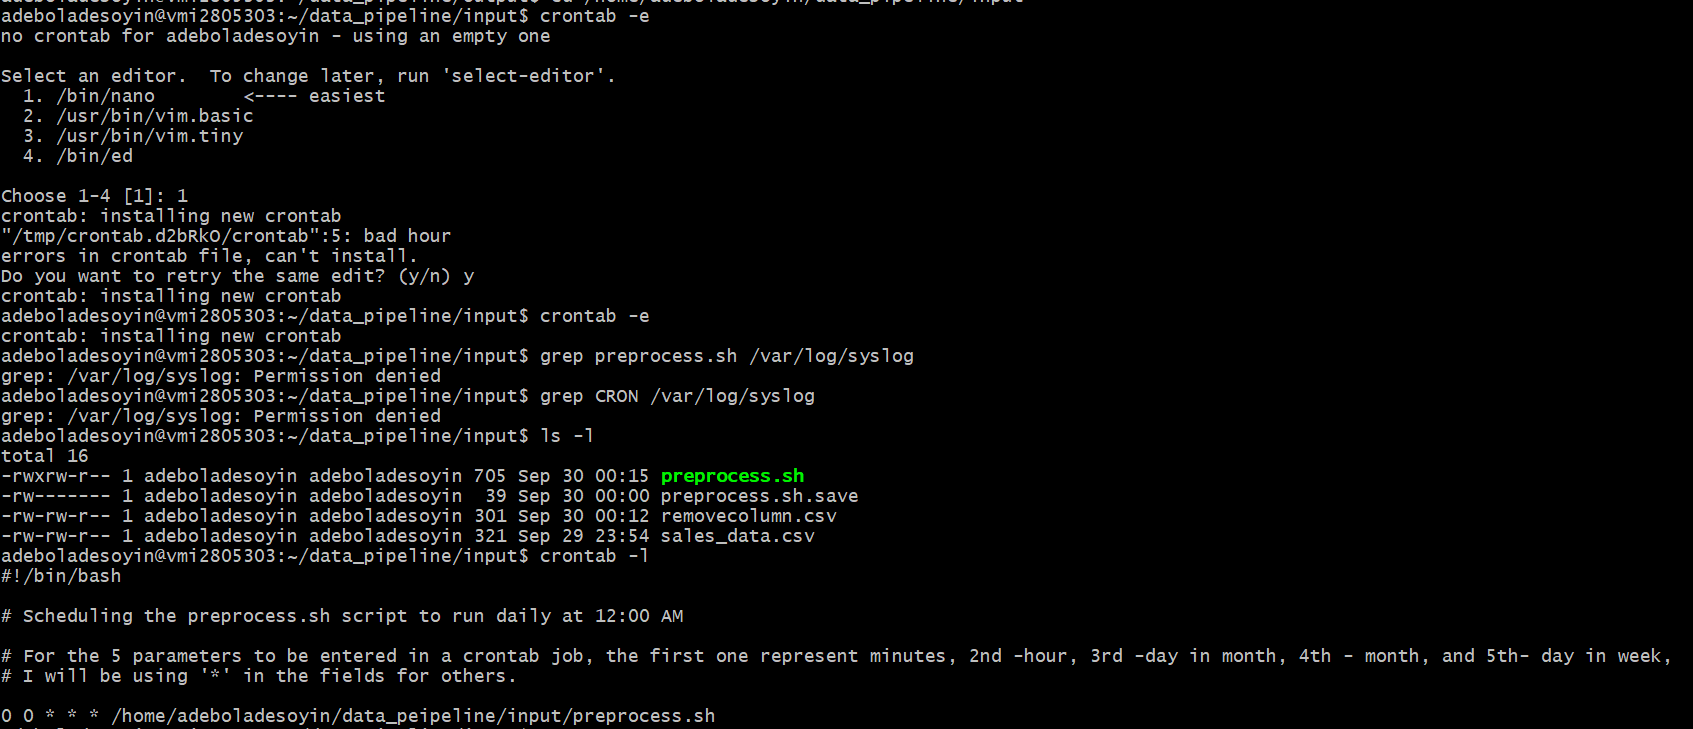 adeboladesoyin@vmi2805303:~/data_pipeline/input$ crontab -e
no crontab for adeboladesoyin - using an empty one
Select an editor.  To change later, run 'select-editor'.
  1. /bin/nano        <---- easiest
  2. /usr/bin/vim.basic
  3. /usr/bin/vim.tiny
  4. /bin/ed
Choose 1-4 [1]: 1
crontab: installing new crontab
"/tmp/crontab.d2bRkO/crontab":5: bad hour
errors in crontab file, can't install.
Do you want to retry the same edit? (y/n) y
crontab: installing new crontab
adeboladesoyin@vmi2805303:~/data_pipeline/input$ crontab -e
crontab: installing new crontab
adeboladesoyin@vmi2805303:~/data_pipeline/input$ grep preprocess.sh /var/log/syslog
grep: /var/log/syslog: Permission denied
adeboladesoyin@vmi2805303:~/data_pipeline/input$ grep CRON /var/log/syslog
grep: /var/log/syslog: Permission denied
adeboladesoyin@vmi2805303:~/data_pipeline/input$ ls -l
total 16
-rwxrw-r-- 1 adeboladesoyin adeboladesoyin 705 Sep 30 00:15 preprocess.sh
-rw------- 1 adeboladesoyin adeboladesoyin  39 Sep 30 00:00 preprocess.sh.save
-rw-rw-r-- 1 adeboladesoyin adeboladesoyin 301 Sep 30 00:12 removecolumn.csv
-rw-rw-r-- 1 adeboladesoyin adeboladesoyin 321 Sep 29 23:54 sales_data.csv
adeboladesoyin@vmi2805303:~/data_pipeline/input$ crontab -l
#!/bin/bash
# Scheduling the preprocess.sh script to run daily at 12:00 AM
# For the 5 parameters to be entered in a crontab job, the first one represent minutes, 2nd -hour, 3rd -day in month, 4th - month, and 5th- day in week,
# I will be using '*' in the fields for others.
0 0 * * * /home/adeboladesoyin/data_peipeline/input/preprocess.sh